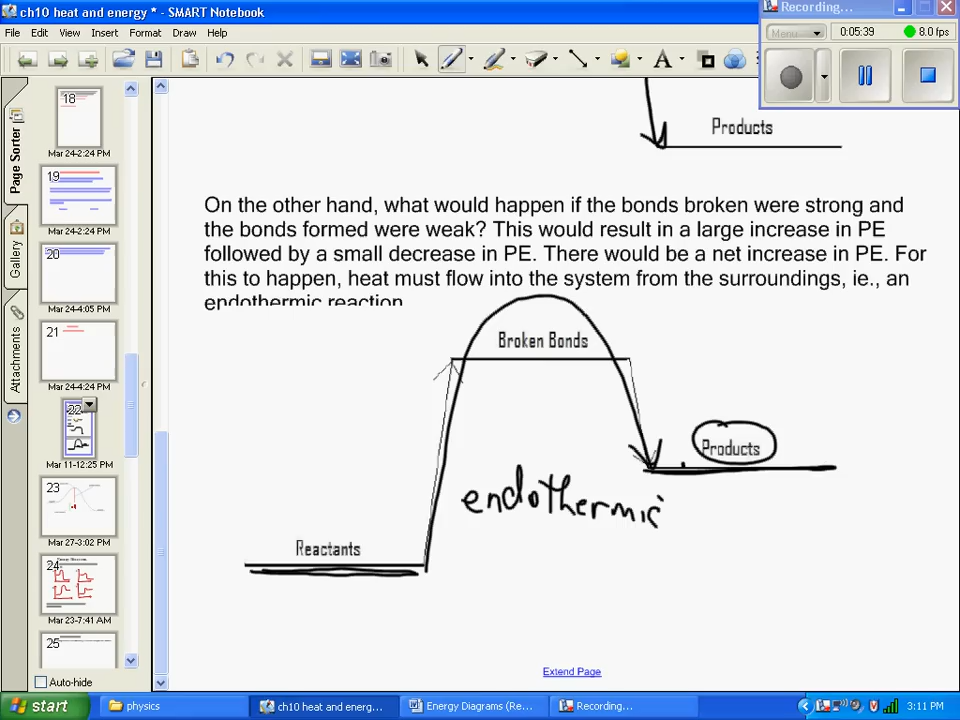 ch10 heat and energy * - SMART Notebook
Recording...
File Edit View Insert Format Draw Help
Menu
0:05:39
8.0 fps
Page Sorter
Gallery
Attachments
18
Mar 24-2:24 PM
19
Mar 24-2:24 PM
20
Mar 24-4:05 PM
21
Mar 24-4:24 PM
22
Mar 11-12:25 PM
23
Mar 27-3:02 PM
24
Mar 23-7:41 AM
25
Auto-hide
Products
On the other hand, what would happen if the bonds broken were strong and
the bonds formed were weak? This would result in a large increase in PE
followed by a small decrease in PE. There would be a net increase in PE. For
this to happen, heat must flow into the system from the surroundings, ie., an
endothermic reaction
Broken Bonds
Products
endothermic
Reactants
Extend Page
start
physics
ch10 heat and energ...
Energy Diagrams (Re...
Recording...
3:11 PM